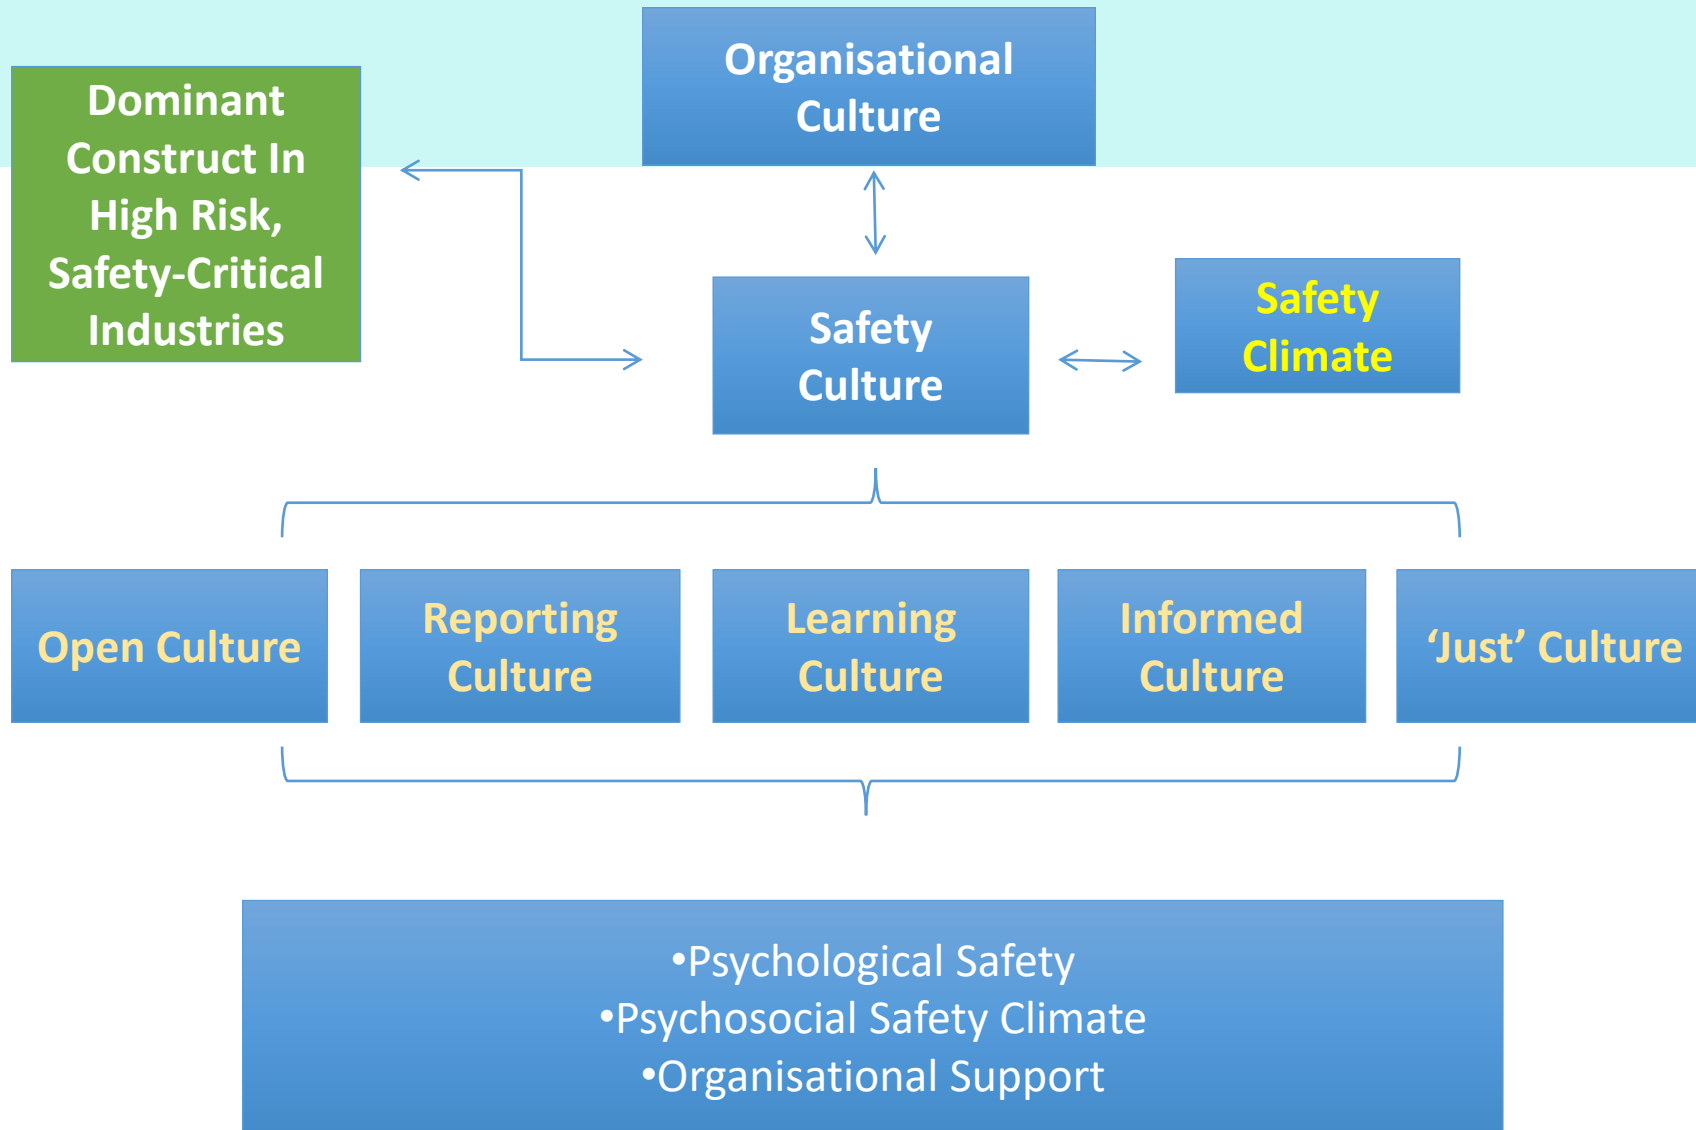 Organisational
Culture
Dominant
Construct In
High Risk,
Safety-Critical
Industries
Safety
Culture
Safety
Climate
Open Culture
Reporting
Culture
Learning
Culture
Informed
Culture
‘Just’ Culture
•Psychological Safety
•Psychosocial Safety Climate
•Organisational Support